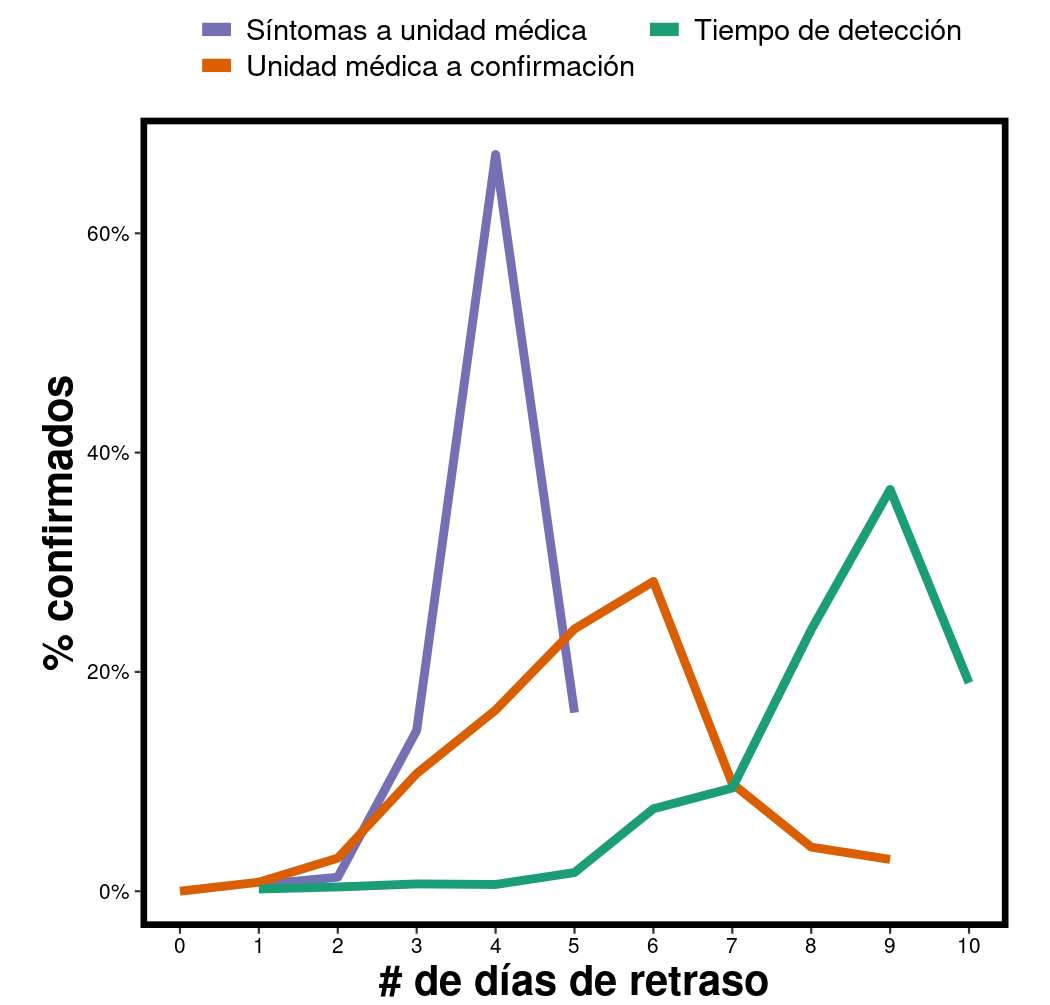 Síntomas a unidad médica
Tiempo de detección
Unidad médica a confirmación
% confirmados
60%
40%
20%
0%
0 1 2 3 4 5 6 7 8 9 10
# de días de retraso